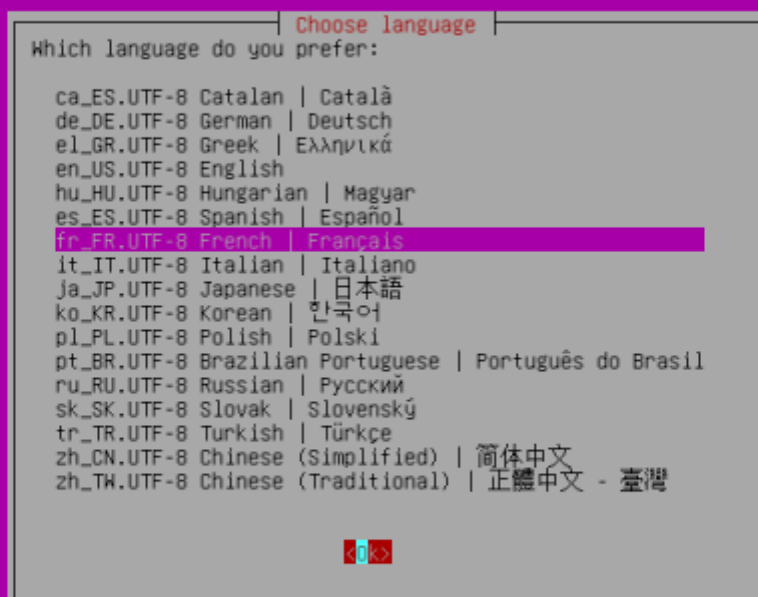 Choose language
Which language do you prefer:
ca_ES.UTF-8 Catalan | Català
de_DE.UTF-8 German | Deutsch
el_GR.UTF-8 Greek | Ελληνικά
en_US.UTF-8 English
hu_HU.UTF-8 Hungarian | Magyar
es_ES.UTF-8 Spanish | Español
fr_FR.UTF-8 French | Français
it_IT.UTF-8 Italian | Italiano
ja_JP.UTF-8 Japanese | 日本語
ko_KR.UTF-8 Korean | 한국어
pl_PL.UTF-8 Polish | Polski
pt_BR.UTF-8 Brazilian Portuguese | Português do Brasil
ru_RU.UTF-8 Russian | Русский
sk_SK.UTF-8 Slovak | Slovenský
tr_TR.UTF-8 Turkish | Türkçe
zh_CN.UTF-8 Chinese (Simplified) | 简体中文
zh_TW.UTF-8 Chinese (Traditional) | 正體中文 - 臺灣
<Ok>